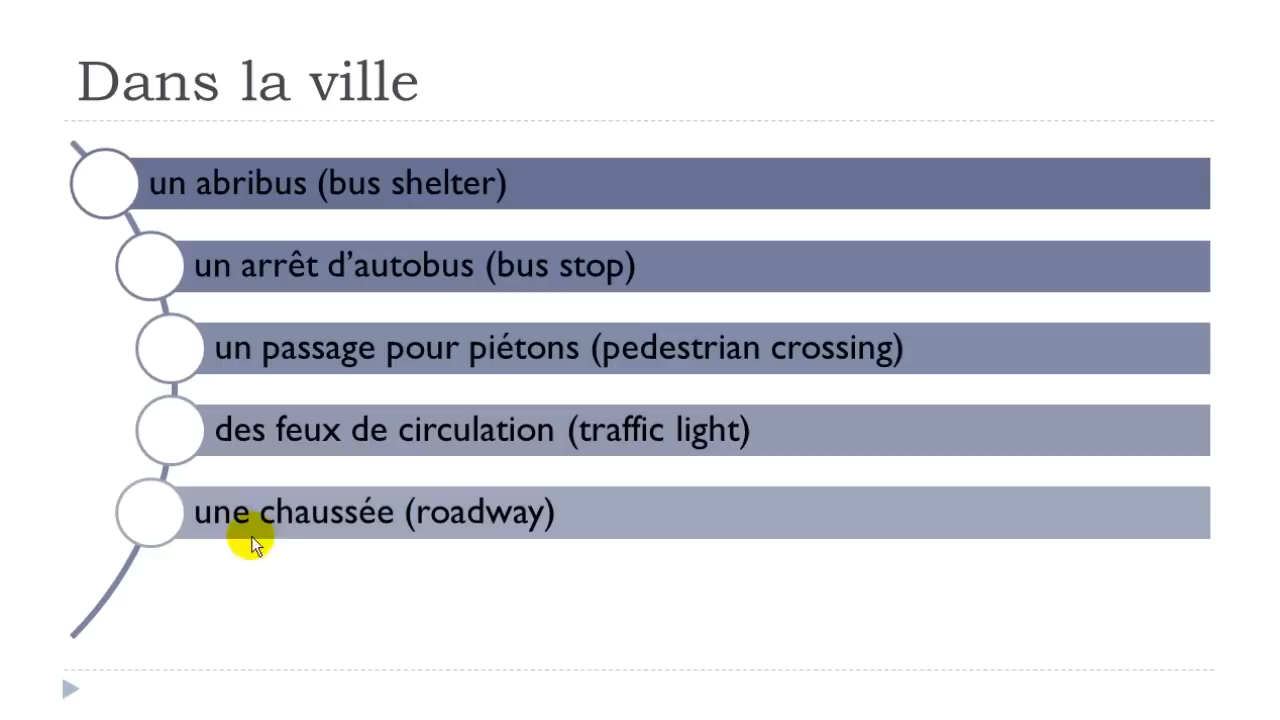 Dans la ville
un abribus (bus shelter)
un arrêt d’autobus (bus stop)
un passage pour piétons (pedestrian crossing)
des feux de circulation (traffic light)
une chaussée (roadway)